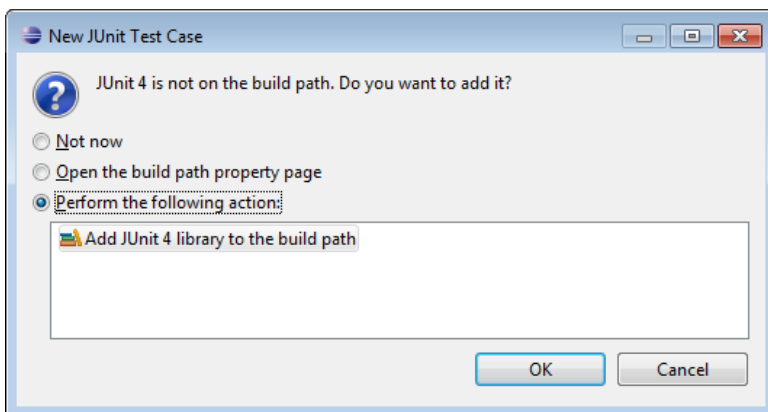 New JUnit Test Case
JUnit 4 is not on the build path. Do you want to add it?
Not now
Open the build path property page
Perform the following action:
Add JUnit 4 library to the build path
OK
Cancel